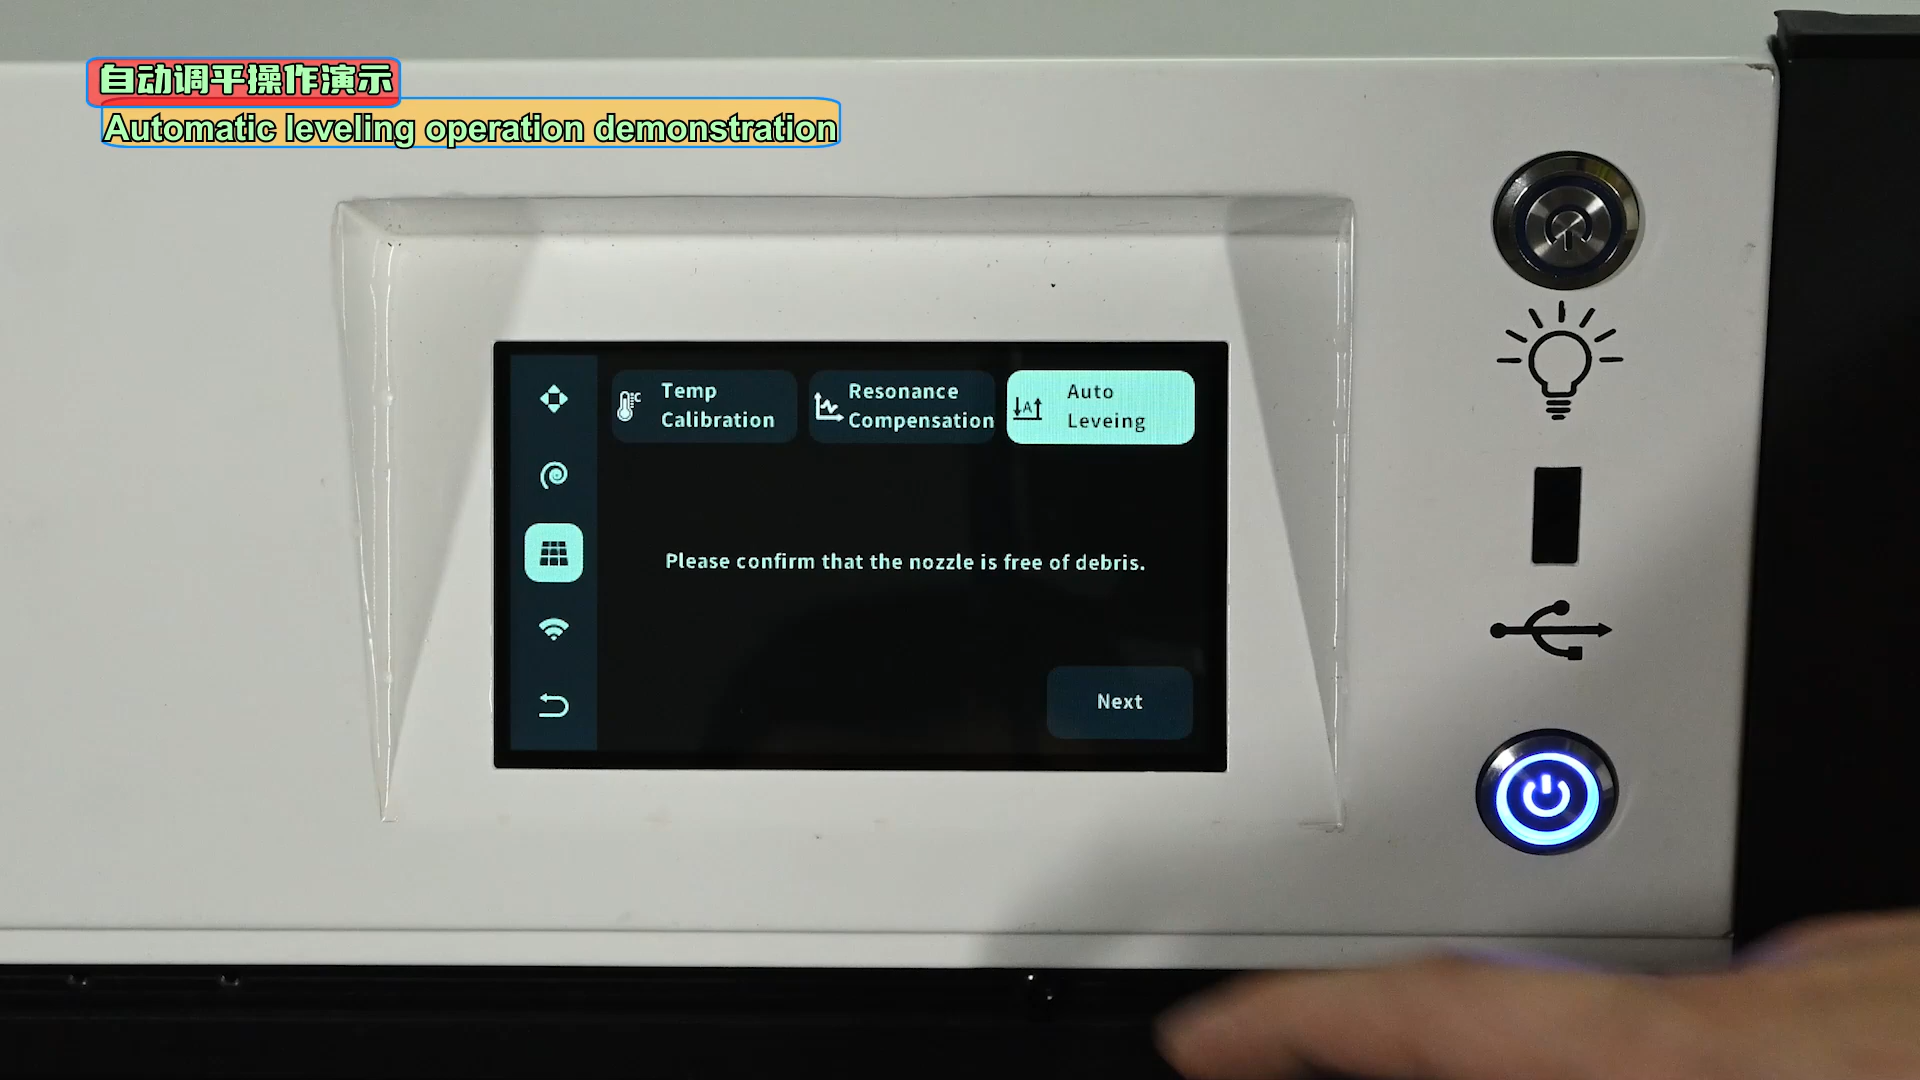 自动调平操作演示
Automatic leveling operation demonstration
Temp
Calibration
Resonance
Compensation
Auto
Leveing
Please confirm that the nozzle is free of debris.
Next